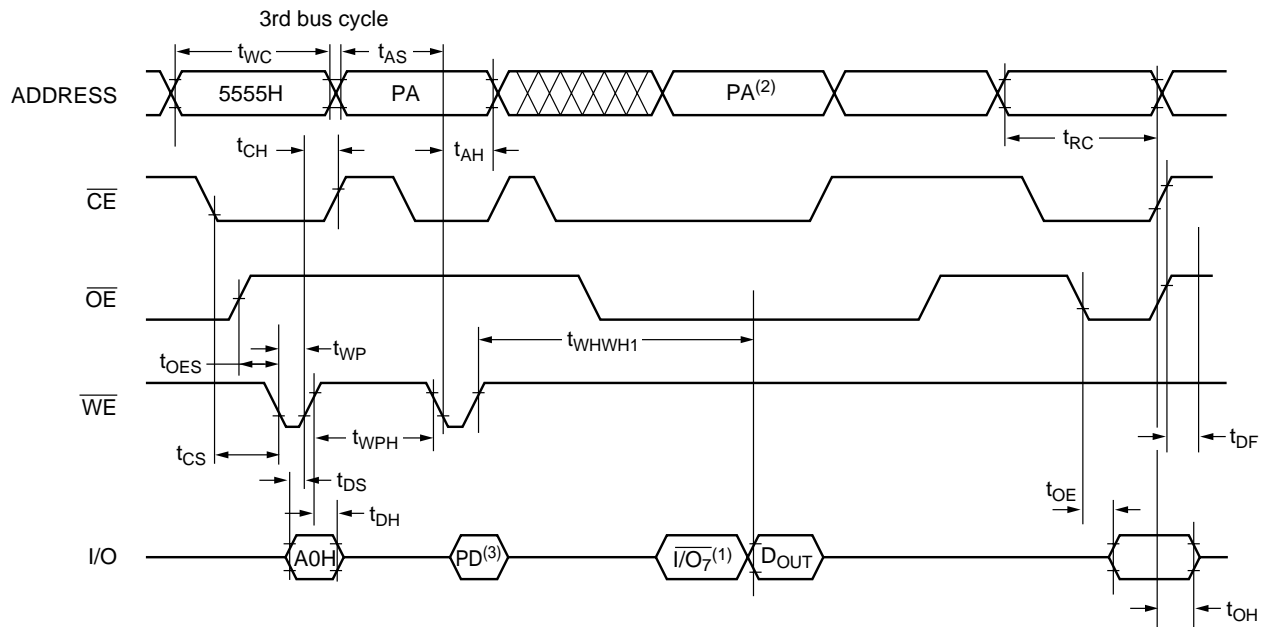 3rd bus cycle
tWC tAS
ADDRESS 5555H PA PA(2)
tCH tAH tRC
CE
OE
tOES tWP tWHWH1
WE
tCS tWPH tDF
tDS tOE
tDH
I/O A0H PD(3) I/O7(1) DOUT
tOH